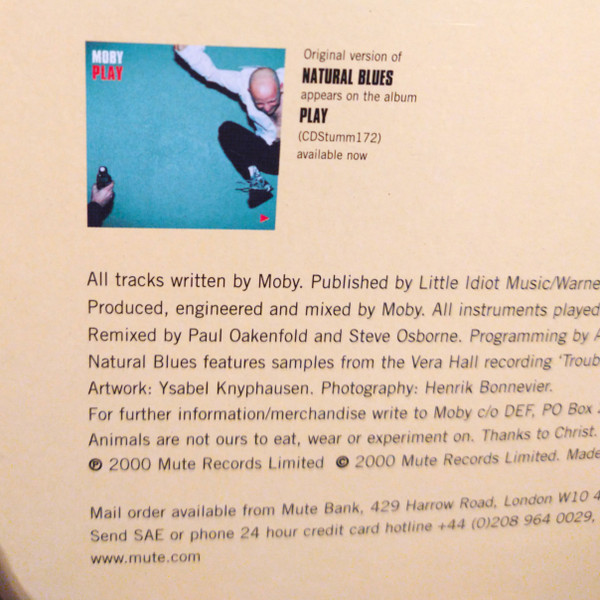 MOBY
PLAY
Original version of
NATURAL BLUES
appears on the album
PLAY
(CDStumm172)
available now
All tracks written by Moby. Published by Little Idiot Music/Warne
Produced, engineered and mixed by Moby. All instruments played
Remixed by Paul Oakenfold and Steve Osborne. Programming by A
Natural Blues features samples from the Vera Hall recording ‘Troub
Artwork: Ysabel Knyphausen. Photography: Henrik Bonnevier.
For further information/merchandise write to Moby c/o DEF, PO Box
Animals are not ours to eat, wear or experiment on. Thanks to Christ.
℗ 2000 Mute Records Limited © 2000 Mute Records Limited. Made
Mail order available from Mute Bank, 429 Harrow Road, London W10 4
Send SAE or phone 24 hour credit card hotline +44 (0)208 964 0029,
www.mute.com